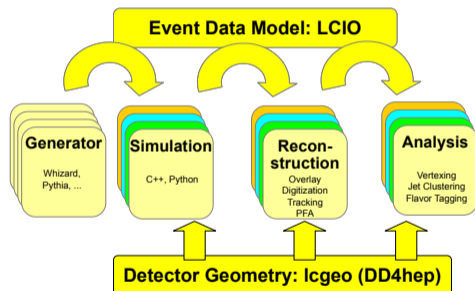 Event Data Model: LCIO
Generator
Whizard,
Pythia, ...
Simulation
C++, Python
Recon-
struction
Overlay
Digitization
Tracking
PFA
Analysis
Vertexing
Jet Clustering
Flavor Tagging
Detector Geometry: lcgeo (DD4hep)